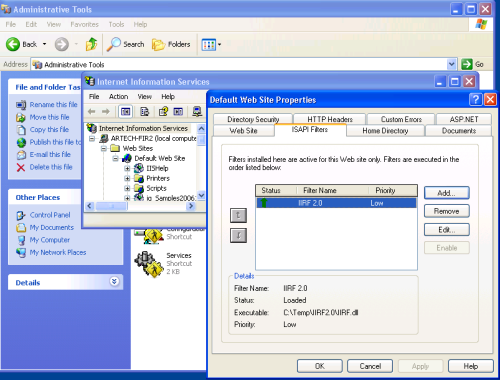 Administrative Tools
File Edit View Favorites Tools Help
Back Search Folders
Address Administrative Tools Go
File and Folder Tas
Rename this file
Move this file
Copy this file
Publish this file to
E-mail this file
Delete this file
Other Places
Control Panel
My Documents
My Computer
My Network Places
Details
Internet Information Services
File Action View Help
Internet Information Services
ARTECH-FIR2 (local compute
Web Sites
Default Web Site
IISHelp
Printers
Scripts
iq_Samples2006
Configuration
Shortcut
Services
Shortcut
2 KB
Default Web Site Properties
Directory Security HTTP Headers Custom Errors ASP.NET
Web Site ISAPI Filters Home Directory Documents
Filters installed here are active for this Web site only. Filters are executed in the
order listed below.
Status Filter Name Priority
IIRF 2.0 Low
Add...
Remove
Edit...
Enable
Details
Filter Name: IIRF 2.0
Status: Loaded
Executable: C:\Temp\IIRF2.0\IIRF.dll
Priority: Low
OK Cancel Apply Help